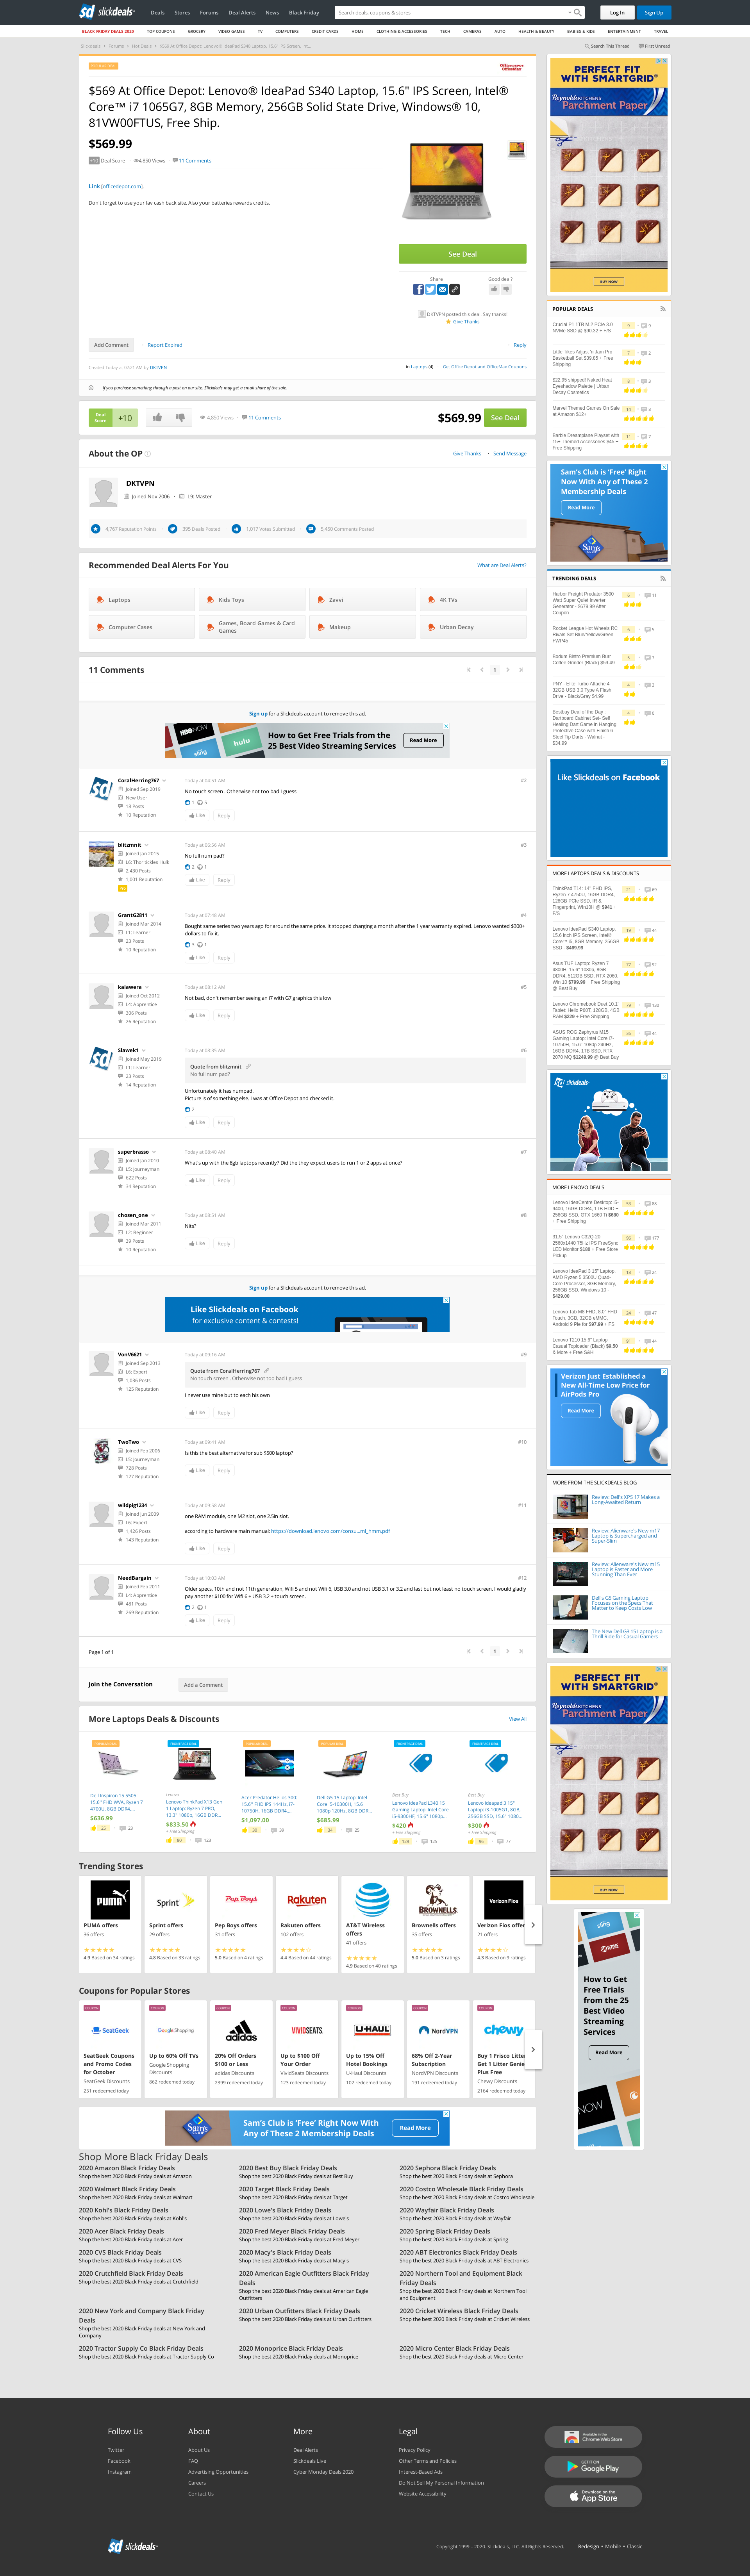 slickdeals
Deals Stores Forums Deal Alerts News Black Friday
Search deals, coupons & stores
Log In Sign Up
BLACK FRIDAY DEALS 2020 TOP COUPONS GROCERY VIDEO GAMES TV COMPUTERS CREDIT CARDS HOME CLOTHING & ACCESSORIES TECH CAMERAS AUTO HEALTH & BEAUTY BABIES & KIDS ENTERTAINMENT TRAVEL
Search This Thread First Unread
$569 At Office Depot: Lenovo® IdeaPad S340 Laptop, 15.6" IPS Screen, Intel®
Core™ i7 1065G7, 8GB Memory, 256GB Solid State Drive, Windows® 10,
81VW00FTUS, Free Ship.
$569.99
+10 Deal Score 4,850 Views 11 Comments
Link [officedepot.com].
Don't forget to use your fav cash back site. Also your batteries rewards credits.
See Deal
Share Good deal?
DKTVPN posted this deal. Say thanks!
Give Thanks
Add Comment Report Expired Reply
Created Today at 02:21 AM by DKTVPN
in Laptops (4) Get Office Depot and OfficeMax Coupons
If you purchase something through a post on our site, Slickdeals may get a small share of the sale.
Deal Score +10 4,850 Views 11 Comments $569.99 See Deal
About the OP Give Thanks Send Message
DKTVPN
Joined Nov 2006 L9: Master
4,767 Reputation Points 395 Deals Posted 1,017 Votes Submitted 5,450 Comments Posted
Recommended Deal Alerts For You What are Deal Alerts?
Laptops Kids Toys Zavvi 4K TVs
Computer Cases Games, Board Games & Card Games Makeup Urban Decay
11 Comments 1
Sign up for a Slickdeals account to remove this ad.
HBO NOW hulu sling
How to Get Free Trials from the
25 Best Video Streaming Services
Read More
CoralHerring767 Today at 04:51 AM #2
Joined Sep 2019
New User
18 Posts
10 Reputation
No touch screen . Otherwise not too bad I guess
1 5
Like Reply
blitzmnit Today at 06:56 AM #3
Joined Jan 2015
L6: Thor tickles Hulk
2,430 Posts
1,001 Reputation
No full num pad?
2 1
Like Reply
GrantG2811 Today at 07:48 AM #4
Joined Mar 2014
L1: Learner
23 Posts
10 Reputation
Bought same series two years ago for around the same price. It stopped charging a month after the 1 year warranty expired. Lenovo wanted $300+
dollars to fix it.
3 1
Like Reply
kalawera Today at 08:12 AM #5
Joined Oct 2012
L4: Apprentice
306 Posts
26 Reputation
Not bad, don't remember seeing an i7 with G7 graphics this low
Like Reply
Slawek1 Today at 08:35 AM #6
Joined May 2019
L1: Learner
23 Posts
14 Reputation
Quote from blitzmnit
No full num pad?
Unfortunately it has numpad.
Picture is of something else. I was at Office Depot and checked it.
2
Like Reply
superbrasso Today at 08:40 AM #7
Joined Jan 2010
L5: Journeyman
622 Posts
34 Reputation
What's up with the 8gb laptops recently? Did the they expect users to run 1 or 2 apps at once?
Like Reply
chosen_one Today at 08:51 AM #8
Joined Mar 2011
L2: Beginner
39 Posts
10 Reputation
Nits?
Like Reply
Sign up for a Slickdeals account to remove this ad.
Like Slickdeals on Facebook
for exclusive content & contests!
VonV6621 Today at 09:16 AM #9
Joined Sep 2013
L6: Expert
1,036 Posts
125 Reputation
Quote from CoralHerring767
No touch screen . Otherwise not too bad I guess
I never use mine but to each his own
Like Reply
TwoTwo Today at 09:41 AM #10
Joined Feb 2006
L5: Journeyman
728 Posts
127 Reputation
Is this the best alternative for sub $500 laptop?
Like Reply
wildpig1234 Today at 09:58 AM #11
Joined Jun 2009
L6: Expert
1,426 Posts
143 Reputation
one RAM module, one M2 slot, one 2.5in slot.
according to hardware main manual: https://download.lenovo.com/consu...ml_hmm.pdf
Like Reply
NeedBargain Today at 10:03 AM #12
Joined Feb 2011
L4: Apprentice
481 Posts
269 Reputation
Older specs, 10th and not 11th generation, Wifi 5 and not Wifi 6, USB 3.0 and not USB 3.1 or 3.2 and last but not least no touch screen. I would gladly
pay another $100 for Wifi 6 + USB 3.2 + touch screen.
2 1
Like Reply
Page 1 of 1 1
Join the Conversation Add a Comment
More Laptops Deals & Discounts View All
Dell Inspiron 15 5505:
15.6'' FHD WVA, Ryzen 7
4700U, 8GB DDR4,...
$636.99
Lenovo
Lenovo ThinkPad X13 Gen
1 Laptop: Ryzen 7 PRO,
13.3" 1080p, 16GB DDR...
$833.50
+ Free Shipping
Acer Predator Helios 300:
15.6'' FHD IPS 144Hz, i7-
10750H, 16GB DDR4,...
$1,097.00
Dell G5 15 Laptop: Intel
Core i5-10300H, 15.6
1080p 120Hz, 8GB DDR...
$685.99
Best Buy
Lenovo IdeaPad L340 15
Gaming Laptop: Intel Core
i5-9300HF, 15.6" 1080p...
$420
+ Free Shipping
Best Buy
Lenovo Ideapad 3 15"
Laptop: i3-1005G1, 8GB,
256GB SSD, 15.6" 1080...
$300
+ Free Shipping
Trending Stores
PUMA offers
36 offers
4.9 Based on 34 ratings
Sprint offers
29 offers
4.8 Based on 33 ratings
Pep Boys offers
31 offers
5.0 Based on 4 ratings
Rakuten offers
102 offers
4.4 Based on 44 ratings
AT&T Wireless offers
41 offers
4.9 Based on 40 ratings
Brownells offers
35 offers
5.0 Based on 3 ratings
Verizon Fios offers
21 offers
4.3 Based on 9 ratings
Coupons for Popular Stores
SeatGeek Coupons
and Promo Codes
for October
SeatGeek Discounts
251 redeemed today
Up to 60% Off TVs
Google Shopping
Discounts
862 redeemed today
20% Off Orders
$100 or Less
adidas Discounts
2399 redeemed today
Up to $100 Off
Your Order
VividSeats Discounts
123 redeemed today
Up to 15% Off
Hotel Bookings
U-Haul Discounts
102 redeemed today
68% Off 2-Year
Subscription
NordVPN Discounts
191 redeemed today
Buy 1 Frisco Litter
Get 1 Litter Genie
Plus Free
Chewy Discounts
2164 redeemed today
Sam's Club is 'Free' Right Now With
Any of These 2 Membership Deals
Read More
Shop More Black Friday Deals
2020 Amazon Black Friday Deals
Shop the best 2020 Black Friday deals at Amazon
2020 Best Buy Black Friday Deals
Shop the best 2020 Black Friday deals at Best Buy
2020 Sephora Black Friday Deals
Shop the best 2020 Black Friday deals at Sephora
2020 Walmart Black Friday Deals
Shop the best 2020 Black Friday deals at Walmart
2020 Target Black Friday Deals
Shop the best 2020 Black Friday deals at Target
2020 Costco Wholesale Black Friday Deals
Shop the best 2020 Black Friday deals at Costco Wholesale
2020 Kohl's Black Friday Deals
Shop the best 2020 Black Friday deals at Kohl's
2020 Lowe's Black Friday Deals
Shop the best 2020 Black Friday deals at Lowe's
2020 Wayfair Black Friday Deals
Shop the best 2020 Black Friday deals at Wayfair
2020 Acer Black Friday Deals
Shop the best 2020 Black Friday deals at Acer
2020 Fred Meyer Black Friday Deals
Shop the best 2020 Black Friday deals at Fred Meyer
2020 Spring Black Friday Deals
Shop the best 2020 Black Friday deals at Spring
2020 CVS Black Friday Deals
Shop the best 2020 Black Friday deals at CVS
2020 Macy's Black Friday Deals
Shop the best 2020 Black Friday deals at Macy's
2020 ABT Electronics Black Friday Deals
Shop the best 2020 Black Friday deals at ABT Electronics
2020 Crutchfield Black Friday Deals
Shop the best 2020 Black Friday deals at Crutchfield
2020 American Eagle Outfitters Black Friday
Deals
Shop the best 2020 Black Friday deals at American Eagle
Outfitters
2020 Northern Tool and Equipment Black
Friday Deals
Shop the best 2020 Black Friday deals at Northern Tool
and Equipment
2020 New York and Company Black Friday
Deals
Shop the best 2020 Black Friday deals at New York and
Company
2020 Urban Outfitters Black Friday Deals
Shop the best 2020 Black Friday deals at Urban Outfitters
2020 Cricket Wireless Black Friday Deals
Shop the best 2020 Black Friday deals at Cricket Wireless
2020 Tractor Supply Co Black Friday Deals
Shop the best 2020 Black Friday deals at Tractor Supply Co
2020 Monoprice Black Friday Deals
Shop the best 2020 Black Friday deals at Monoprice
2020 Micro Center Black Friday Deals
Shop the best 2020 Black Friday deals at Micro Center
PERFECT FIT
WITH SMARTGRID®
Reynolds KITCHENS
Parchment Paper
BUY NOW
POPULAR DEALS
Crucial P1 1TB M.2 PCIe 3.0
NVMe SSD @ $90.32 + F/S
Little Tikes Adjust 'n Jam Pro
Basketball Set $39.85 + Free
Shipping
$22.95 shipped! Naked Heat
Eyeshadow Palette | Urban
Decay Cosmetics
Marvel Themed Games On Sale
at Amazon $12+
Barbie Dreamplane Playset with
15+ Themed Accessories $45 +
Free Shipping
Sam's Club is 'Free' Right
Now With Any of These 2
Membership Deals
Read More
TRENDING DEALS
Harbor Freight Predator 3500
Watt Super Quiet Inverter
Generator - $679.99 After
Coupon
Rocket League Hot Wheels RC
Rivals Set Blue/Yellow/Green
FWP45
Bodum Bistro Premium Burr
Coffee Grinder (Black) $59.49
PNY - Elite Turbo Attache 4
32GB USB 3.0 Type A Flash
Drive - Black/Gray $4.99
Bestbuy Deal of the Day :
Dartboard Cabinet Set- Self
Healing Dart Game in Hanging
Protective Case with Finish 6
Steel Tip Darts - Walnut -
$34.99
Like Slickdeals on Facebook
MORE LAPTOPS DEALS & DISCOUNTS
ThinkPad T14: 14'' FHD IPS,
Ryzen 7 4750U, 16GB DDR4,
128GB PCIe SSD, IR &
Fingerprint, Win10H @ $941 +
F/S
Lenovo IdeaPad S340 Laptop,
15.6 inch IPS Screen, Intel®
Core™ i5, 8GB Memory, 256GB
SSD - $469.99
Asus TUF Laptop: Ryzen 7
4800H, 15.6" 1080p, 8GB
DDR4, 512GB SSD, RTX 2060,
Win 10 $799.99 + Free Shipping
@ Best Buy
Lenovo Chromebook Duet 10.1"
Tablet: Helio P60T, 128GB, 4GB
RAM $229 + Free Shipping
ASUS ROG Zephyrus M15
Gaming Laptop: Intel Core i7-
10750H, 15.6" 1080p 240Hz,
16GB DDR4, 1TB SSD, RTX
2070 MQ $1249.99 @ Best Buy
slickdeals
MORE LENOVO DEALS
Lenovo IdeaCentre Desktop: i5-
9400, 16GB DDR4, 1TB HDD +
256GB SSD, GTX 1660 Ti $680
+ Free Shipping
31.5" Lenovo C32Q-20
2560x1440 75Hz IPS FreeSync
LED Monitor $180 + Free Store
Pickup
Lenovo IdeaPad 3 15" Laptop,
AMD Ryzen 5 3500U Quad-
Core Processor, 8GB Memory,
256GB SSD, Windows 10 -
$429.00
Lenovo Tab M8 FHD, 8.0" FHD
Touch, 3GB, 32GB eMMC,
Android 9 Pie for $97.99 + FS
Lenovo T210 15.6" Laptop
Casual Toploader (Black) $9.50
& More + Free S&H
Verizon Just Established a
New All-Time Low Price for
AirPods Pro
Read More
MORE FROM THE SLICKDEALS BLOG
Review: Dell's XPS 17 Makes a
Long-Awaited Return
Review: Alienware's New m17
Laptop is Supercharged and
Super-Slim
Review: Alienware's New m15
Laptop is Faster and More
Stunning Than Ever
Dell's G5 Gaming Laptop
Focuses on the Specs That
Matter to Keep Costs Low
The New Dell G3 15 Laptop is a
Thrill Ride for Casual Gamers
PERFECT FIT
WITH SMARTGRID®
Reynolds KITCHENS
Parchment Paper
BUY NOW
sling
SHOWTIME
How to Get
Free Trials
from the 25
Best Video
Streaming
Services
Read More
NOW
Follow Us About More Legal
Twitter
Facebook
Instagram
About Us
FAQ
Advertising Opportunities
Careers
Contact Us
Deal Alerts
Slickdeals Live
Cyber Monday Deals 2020
Privacy Policy
Other Terms and Policies
Interest-Based Ads
Do Not Sell My Personal Information
Website Accessibility
Available in the Chrome Web Store
GET IT ON Google Play
Download on the App Store
slickdeals
Copyright 1999 - 2020. Slickdeals, LLC. All Rights Reserved. Redesign • Mobile • Classic